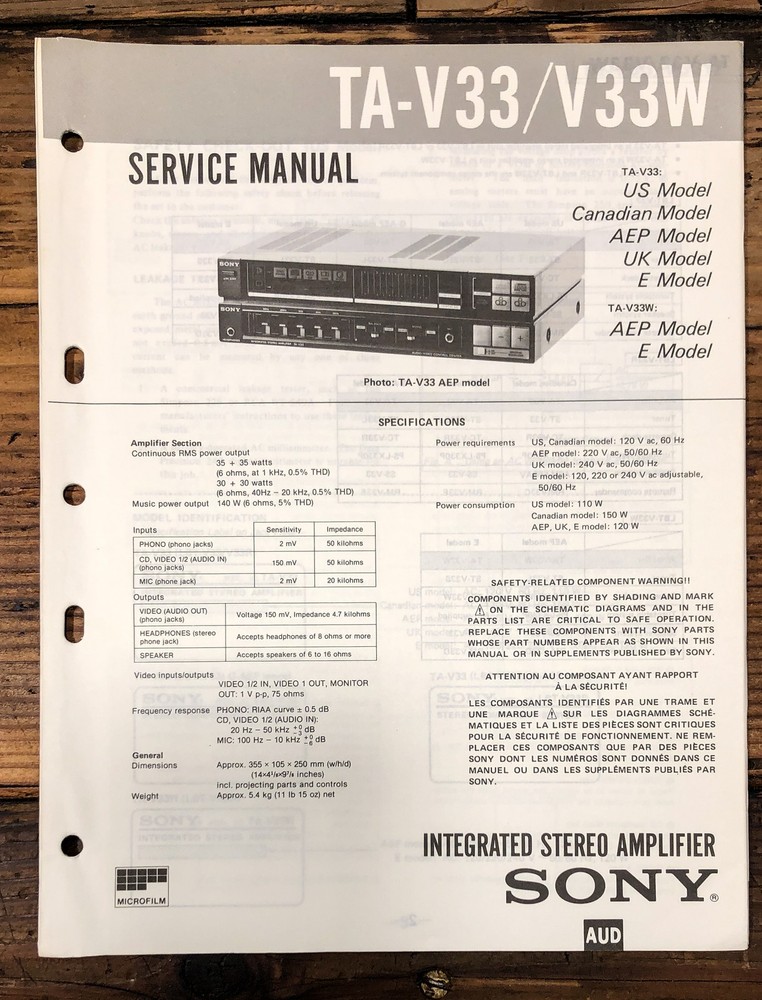 TA-V33/V33W
SERVICE MANUAL
TA-V33:
US Model
Canadian Model
AEP Model
UK Model
E Model
TA-V33W:
AEP Model
E Model
SONY
SONY
Photo: TA-V33 AEP model
SPECIFICATIONS
Amplifier Section
Continuous RMS power output
35 + 35 watts
(6 ohms, at 1 kHz, 0.5% THD)
30 + 30 watts
(6 ohms, 40Hz – 20 kHz, 0.5% THD)
Music power output 140 W (6 ohms, 5% THD)
Inputs
Sensitivity Impedance
PHONO (phono jacks) 2 mV 50 kilohms
CD, VIDEO 1/2 (AUDIO IN)
(phono jacks) 150 mV 50 kilohms
MIC (phone jack) 2 mV 20 kilohms
Outputs
VIDEO (AUDIO OUT)
(phono jacks) Voltage 150 mV, Impedance 4.7 kilohms
HEADPHONES (stereo
phone jack) Accepts headphones of 8 ohms or more
SPEAKER Accepts speakers of 6 to 16 ohms
Video inputs/outputs
VIDEO 1/2 IN, VIDEO 1 OUT, MONITOR
OUT: 1 V p-p, 75 ohms
Frequency response PHONO: RIAA curve ± 0.5 dB
CD, VIDEO 1/2 (AUDIO IN):
20 Hz – 50 kHz +0 −3 dB
MIC: 100 Hz – 10 kHz +0 −6 dB
General
Dimensions Approx. 355 × 105 × 250 mm (w/h/d)
(14×4¹/₈×9⁷/₈ inches)
incl. projecting parts and controls
Weight Approx. 5.4 kg (11 lb 15 oz) net
Power requirements US, Canadian model: 120 V ac, 60 Hz
AEP model: 220 V ac, 50/60 Hz
UK model: 240 V ac, 50/60 Hz
E model: 120, 220 or 240 V ac adjustable,
50/60 Hz
Power consumption US model: 110 W
Canadian model: 150 W
AEP, UK, E model: 120 W
SAFETY-RELATED COMPONENT WARNING!!
COMPONENTS IDENTIFIED BY SHADING AND MARK
⚠ ON THE SCHEMATIC DIAGRAMS AND IN THE
PARTS LIST ARE CRITICAL TO SAFE OPERATION.
REPLACE THESE COMPONENTS WITH SONY PARTS
WHOSE PART NUMBERS APPEAR AS SHOWN IN THIS
MANUAL OR IN SUPPLEMENTS PUBLISHED BY SONY.
ATTENTION AU COMPOSANT AYANT RAPPORT
À LA SÉCURITÉ!
LES COMPOSANTS IDENTIFIÉS PAR UNE TRAME ET
UNE MARQUE ⚠ SUR LES DIAGRAMMES SCHÉ-
MATIQUES ET LA LISTE DES PIÈCES SONT CRITIQUES
POUR LA SÉCURITÉ DE FONCTIONNEMENT. NE REM-
PLACER CES COMPOSANTS QUE PAR DES PIÈCES
SONY DONT LES NUMÉROS SONT DONNÉS DANS CE
MANUEL OU DANS LES SUPPLÉMENTS PUBLIÉS PAR
SONY.
MICROFILM
INTEGRATED STEREO AMPLIFIER
SONY®
AUD